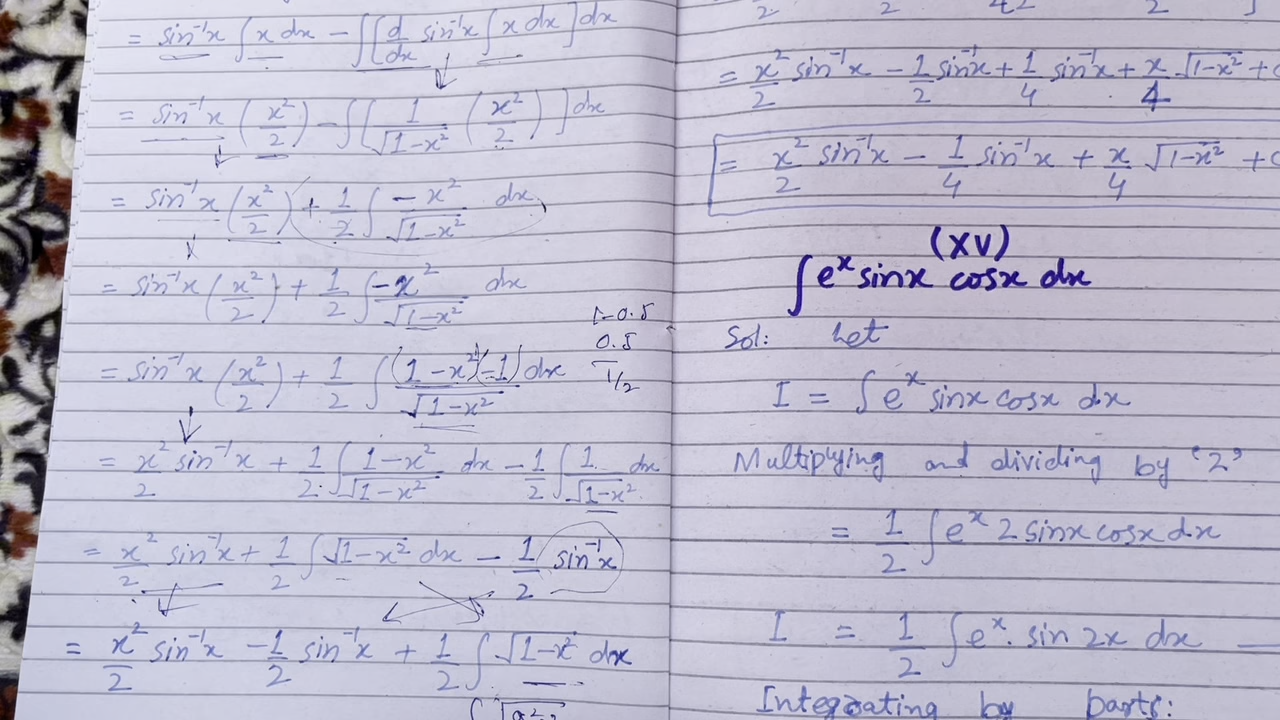 = sin⁻¹x ∫ x dx − ∫[d/dx sin⁻¹x ∫ x dx] dx
= sin⁻¹x (x²/2) − ∫[1/√(1−x²) (x²/2)] dx
= sin⁻¹x (x²/2) + 1/2 ∫ −x²/√(1−x²) dx
= sin⁻¹x (x²/2) + 1/2 ∫ −x²/√(1−x²) dx
1-0.5
0.5
1/2
= sin⁻¹x (x²/2) + 1/2 ∫ (1−x²)(−1)/√(1−x²) dx
= x²/2 sin⁻¹x + 1/2 ∫ 1−x²/√(1−x²) dx − 1/2 ∫ 1/√(1−x²) dx
= x²/2 sin⁻¹x + 1/2 ∫ √(1−x²) dx − 1/2 sin⁻¹x
= x²/2 sin⁻¹x − 1/2 sin⁻¹x + 1/2 ∫ √(1−x²) dx
= x²/2 sin⁻¹x − 1/2 sin⁻¹x + 1/4 sin⁻¹x + x/4 √(1−x²) +
= x²/2 sin⁻¹x − 1/4 sin⁻¹x + x/4 √(1−x²) + c
(XV)
∫eˣ sinx cosx dx
Sol: Let
I = ∫eˣ sinx cosx dx
Multiplying and dividing by '2'
= 1/2 ∫eˣ 2 sinx cosx dx
I = 1/2 ∫eˣ. sin 2x dx —
Integrating by parts: